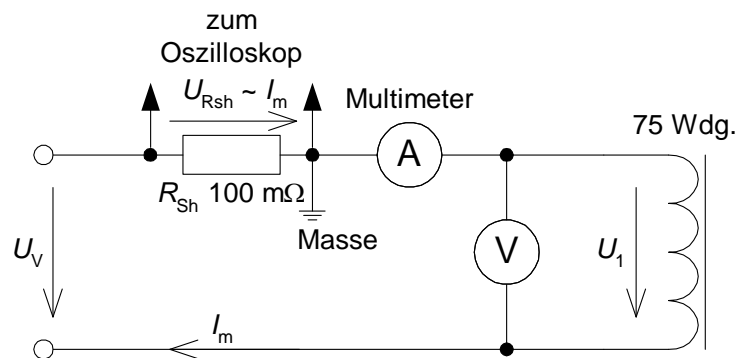 zum
Oszilloskop
U_Rsh ~ I_m
Multimeter
75 Wdg.
A
R_Sh 100 mΩ
Masse
U_V
V
U_1
I_m